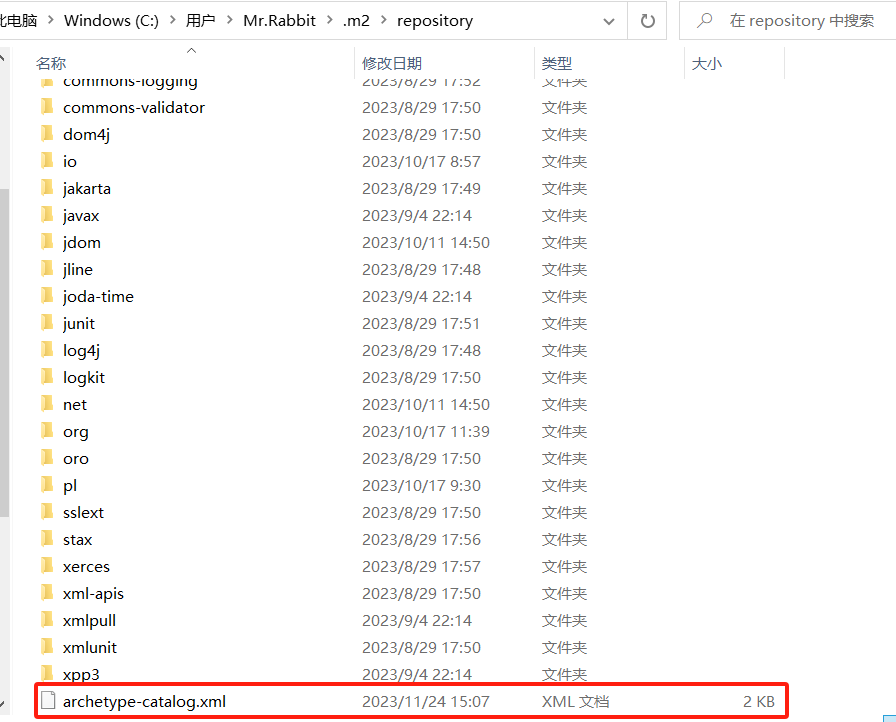 此电脑 > Windows (C:) > 用户 > Mr.Rabbit > .m2 > repository 在 repository 中搜索
名称 修改日期 类型 大小
commons-logging 2023/8/29 17:52 文件夹
commons-validator 2023/8/29 17:50 文件夹
dom4j 2023/8/29 17:50 文件夹
io 2023/10/17 8:57 文件夹
jakarta 2023/8/29 17:49 文件夹
javax 2023/9/4 22:14 文件夹
jdom 2023/10/11 14:50 文件夹
jline 2023/8/29 17:48 文件夹
joda-time 2023/9/4 22:14 文件夹
junit 2023/8/29 17:51 文件夹
log4j 2023/8/29 17:48 文件夹
logkit 2023/8/29 17:50 文件夹
net 2023/10/11 14:50 文件夹
org 2023/10/17 11:39 文件夹
oro 2023/8/29 17:50 文件夹
pl 2023/10/17 9:30 文件夹
sslext 2023/8/29 17:50 文件夹
stax 2023/8/29 17:56 文件夹
xerces 2023/8/29 17:57 文件夹
xml-apis 2023/8/29 17:50 文件夹
xmlpull 2023/9/4 22:14 文件夹
xmlunit 2023/8/29 17:50 文件夹
xpp3 2023/9/4 22:14 文件夹
archetype-catalog.xml 2023/11/24 15:07 XML 文档 2 KB